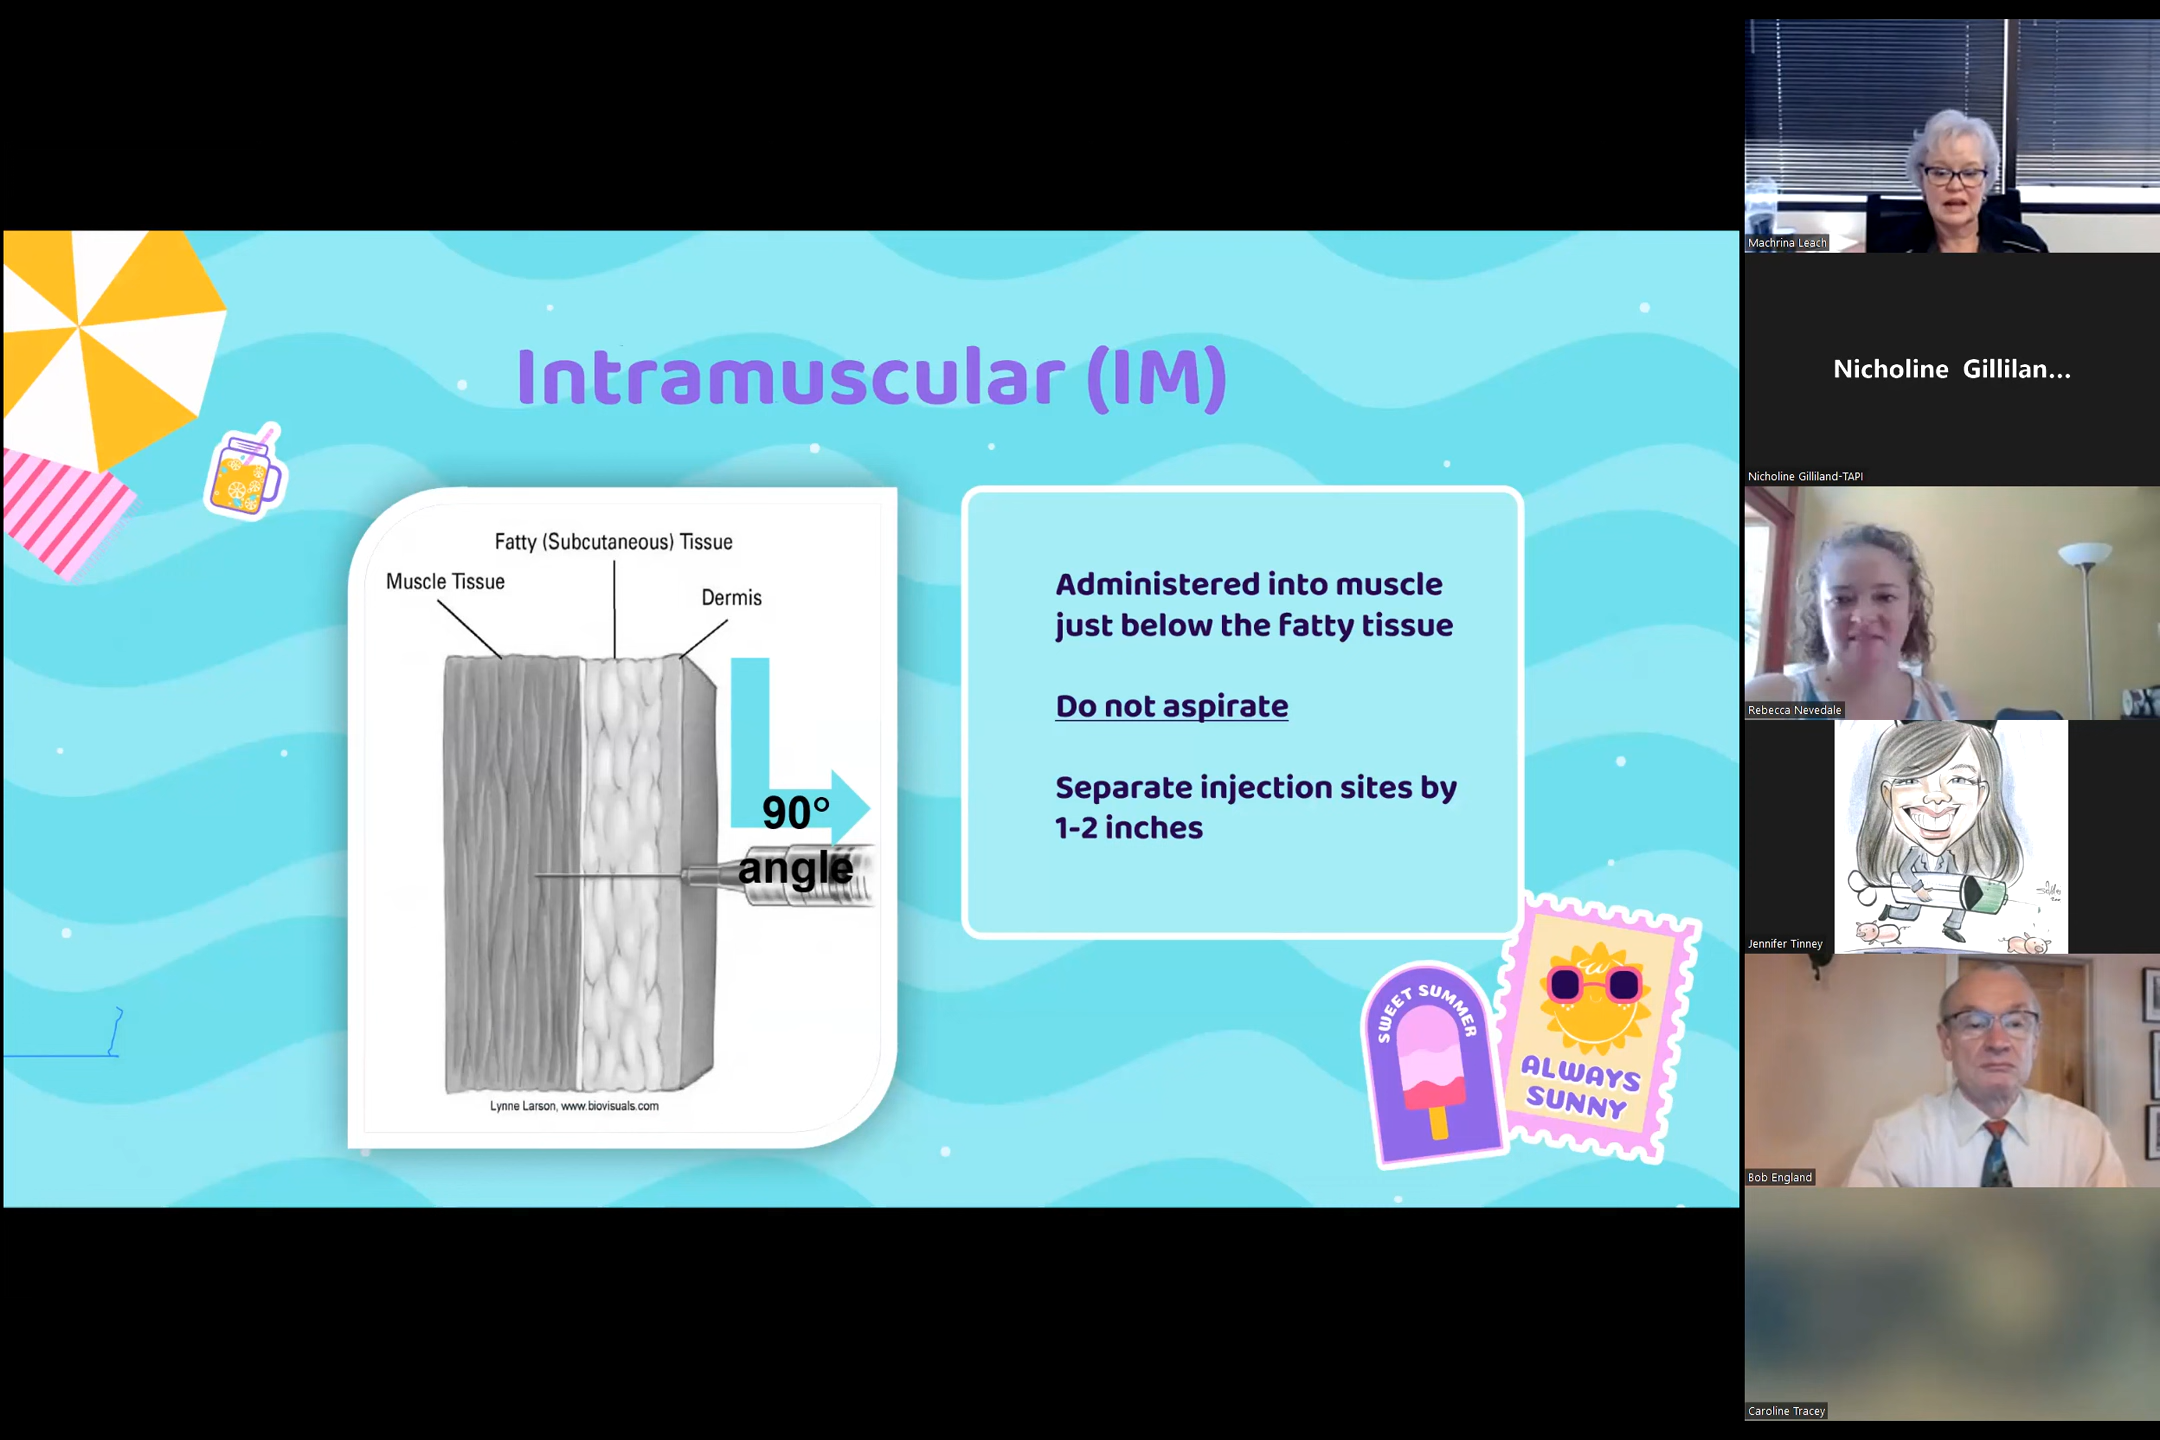 Intramuscular (IM)
Fatty (Subcutaneous) Tissue
Muscle Tissue
Dermis
90°
angle
Lynne Larson, www.biovisuals.com
Administered into muscle
just below the fatty tissue
Do not aspirate
Separate injection sites by
1-2 inches
SWEET SUMMER
ALWAYS
SUNNY
Machrina Leach
Nicholine Gillilan...
Nicholine Gilliland-TAPI
Rebecca Nevedale
Jennifer Tinney
Bob England
Caroline Tracey